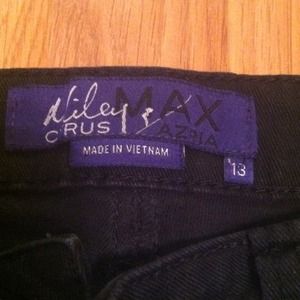 Miley MAX
CYRUS & AZRIA
MADE IN VIETNAM
13